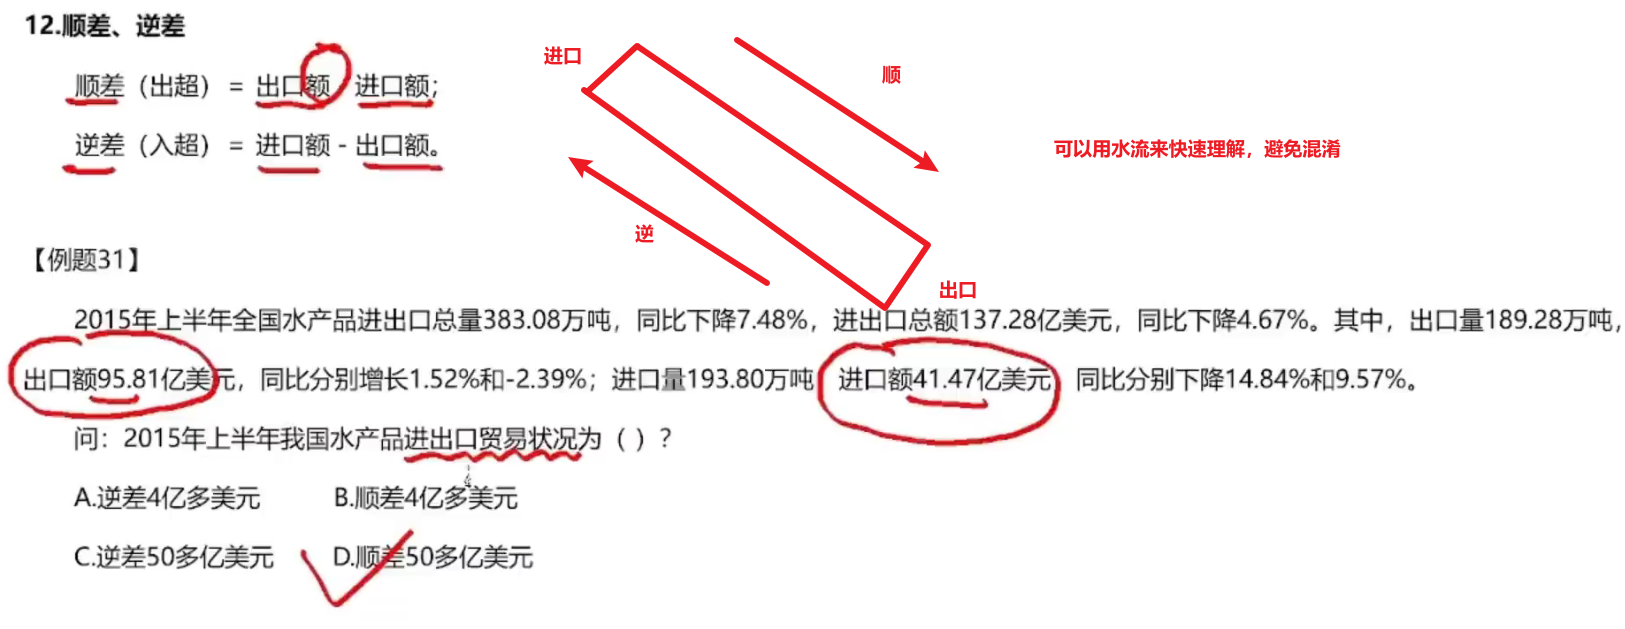 12.顺差、逆差
进口
顺
顺差（出超）= 出口额 进口额；
逆差（入超）= 进口额 - 出口额。
可以用水流来快速理解，避免混淆
逆
【例题31】
出口
2015年上半年全国水产品进出口总量383.08万吨，同比下降7.48%，进出口总额137.28亿美元，同比下降4.67%。其中，出口量189.28万吨，
出口额95.81亿美元，同比分别增长1.52%和-2.39%；进口量193.80万吨 进口额41.47亿美元 同比分别下降14.84%和9.57%。
问：2015年上半年我国水产品进出口贸易状况为（ ）？
A.逆差4亿多美元 B.顺差4亿多美元
C.逆差50多亿美元 D.顺差50多亿美元